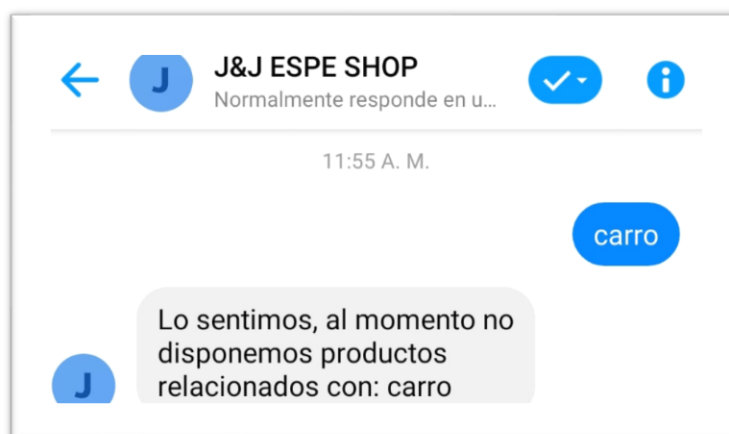 J
J&J ESPE SHOP
Normalmente responde en u...
11:55 A. M.
carro
Lo sentimos, al momento no
disponemos productos
relacionados con: carro
J